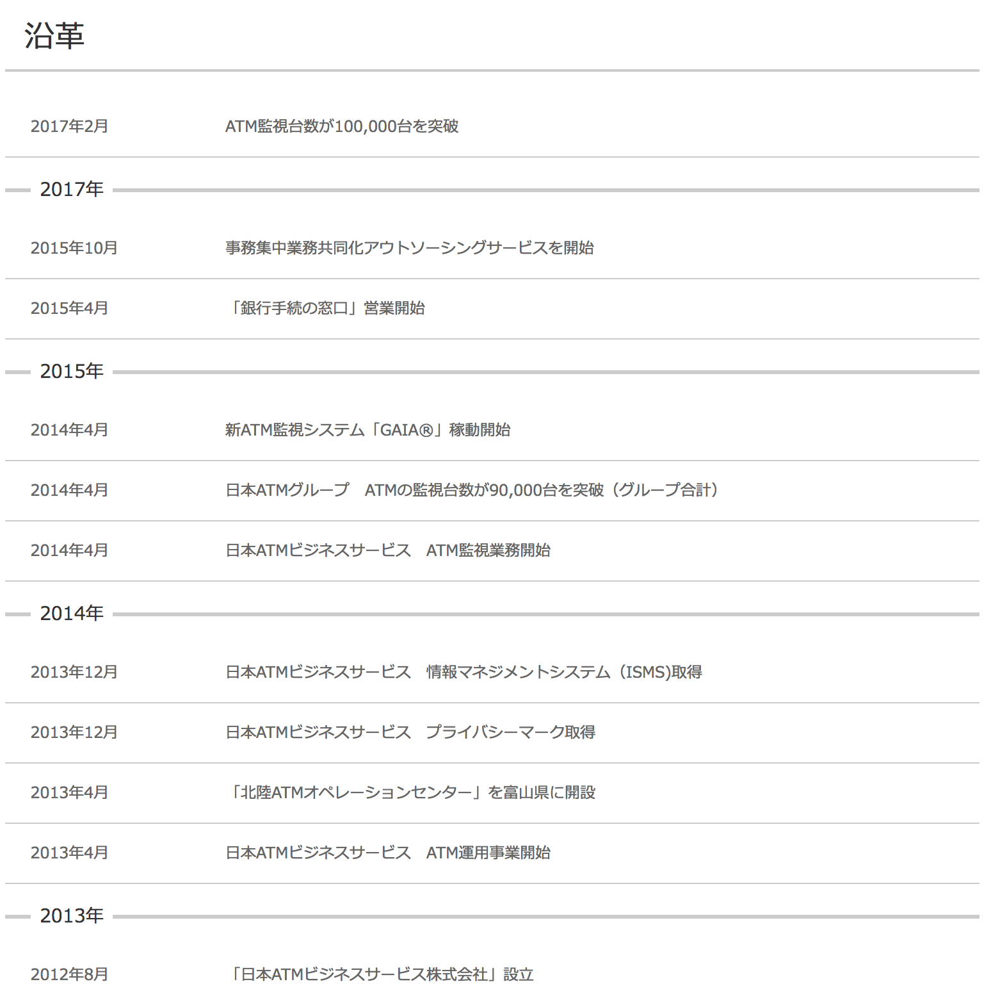 沿革
2017年2月 ATM監視台数が100,000台を突破
2017年
2015年10月 事務集中業務共同化アウトソーシングサービスを開始
2015年4月 「銀行手続の窓口」営業開始
2015年
2014年4月 新ATM監視システム「GAIA®」稼動開始
2014年4月 日本ATMグループ　ATMの監視台数が90,000台を突破（グループ合計）
2014年4月 日本ATMビジネスサービス　ATM監視業務開始
2014年
2013年12月 日本ATMビジネスサービス　情報マネジメントシステム（ISMS)取得
2013年12月 日本ATMビジネスサービス　プライバシーマーク取得
2013年4月 「北陸ATMオペレーションセンター」を富山県に開設
2013年4月 日本ATMビジネスサービス　ATM運用事業開始
2013年
2012年8月 「日本ATMビジネスサービス株式会社」設立